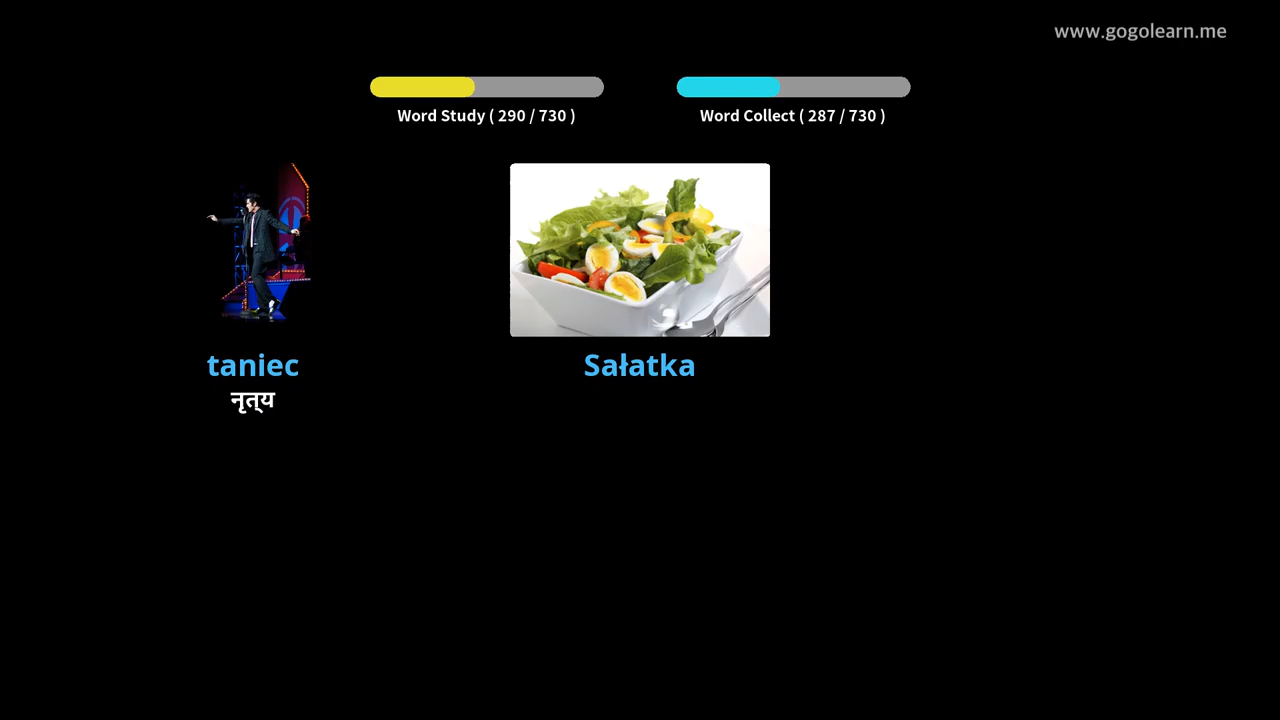 www.gogolearn.me
Word Study ( 290 / 730 )
Word Collect ( 287 / 730 )
taniec
नृत्य
Sałatka